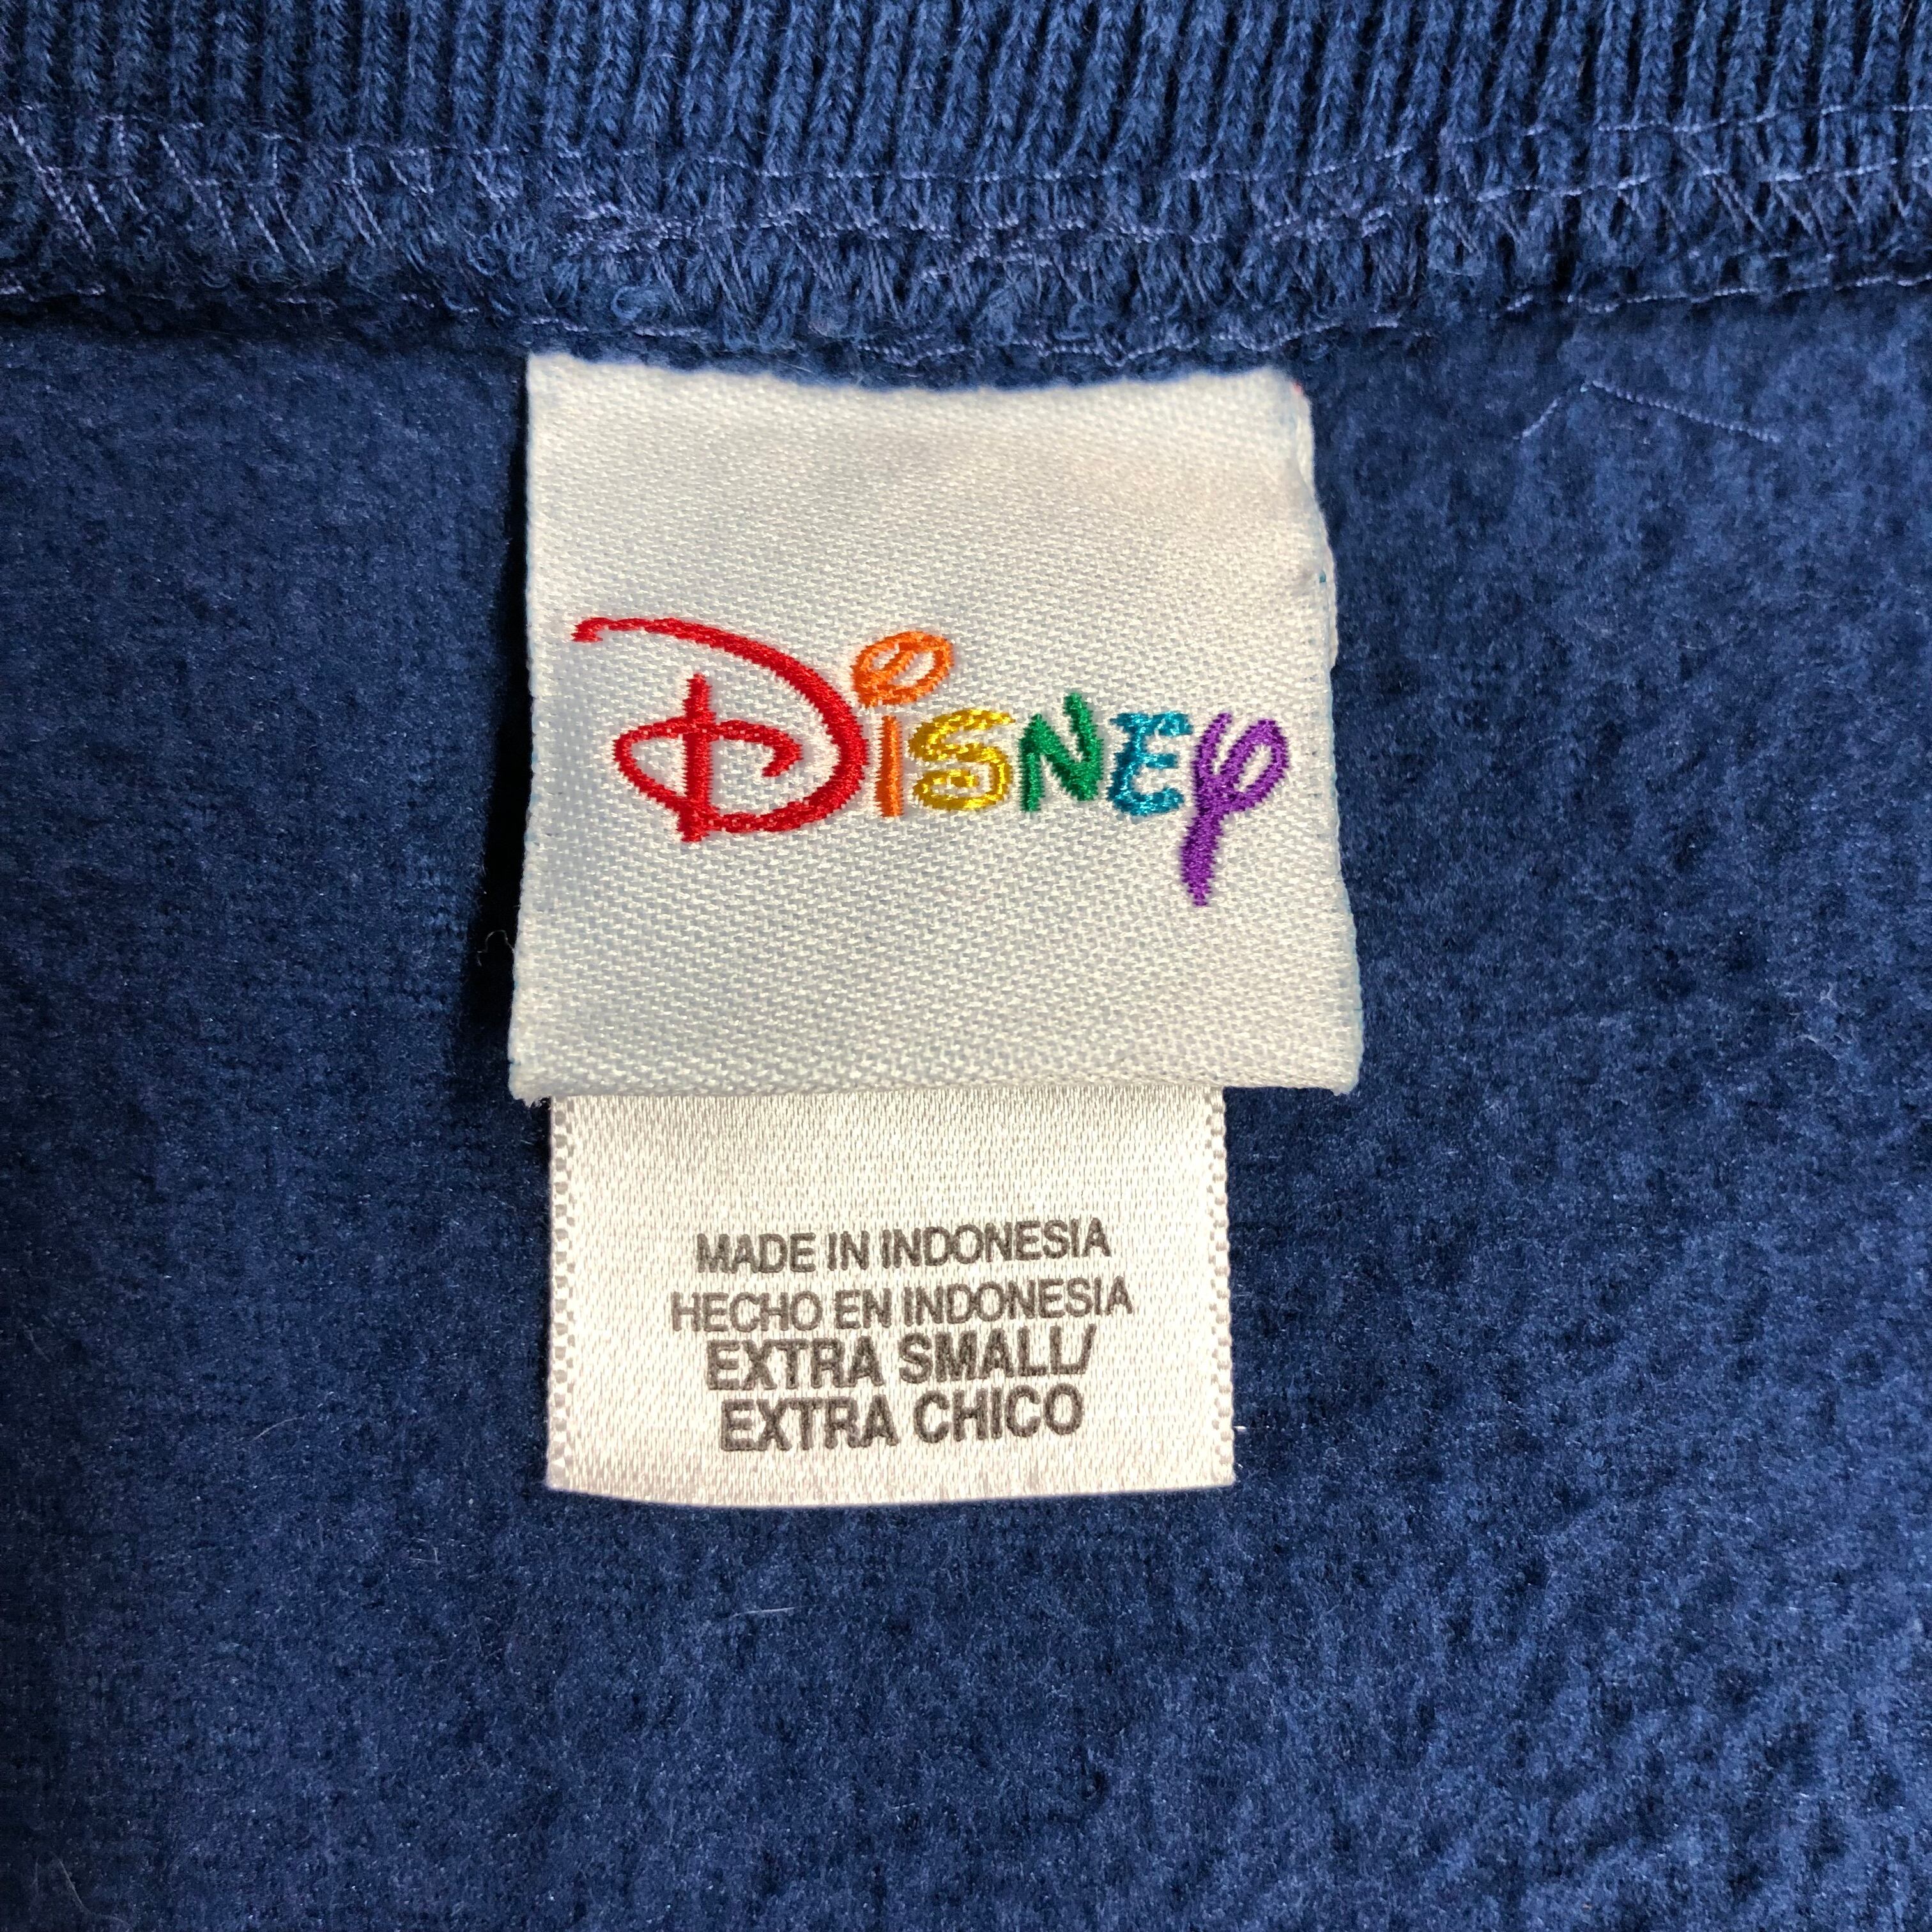 Disney
MADE IN INDONESIA
HECHO EN INDONESIA
EXTRA SMALL/
EXTRA CHICO